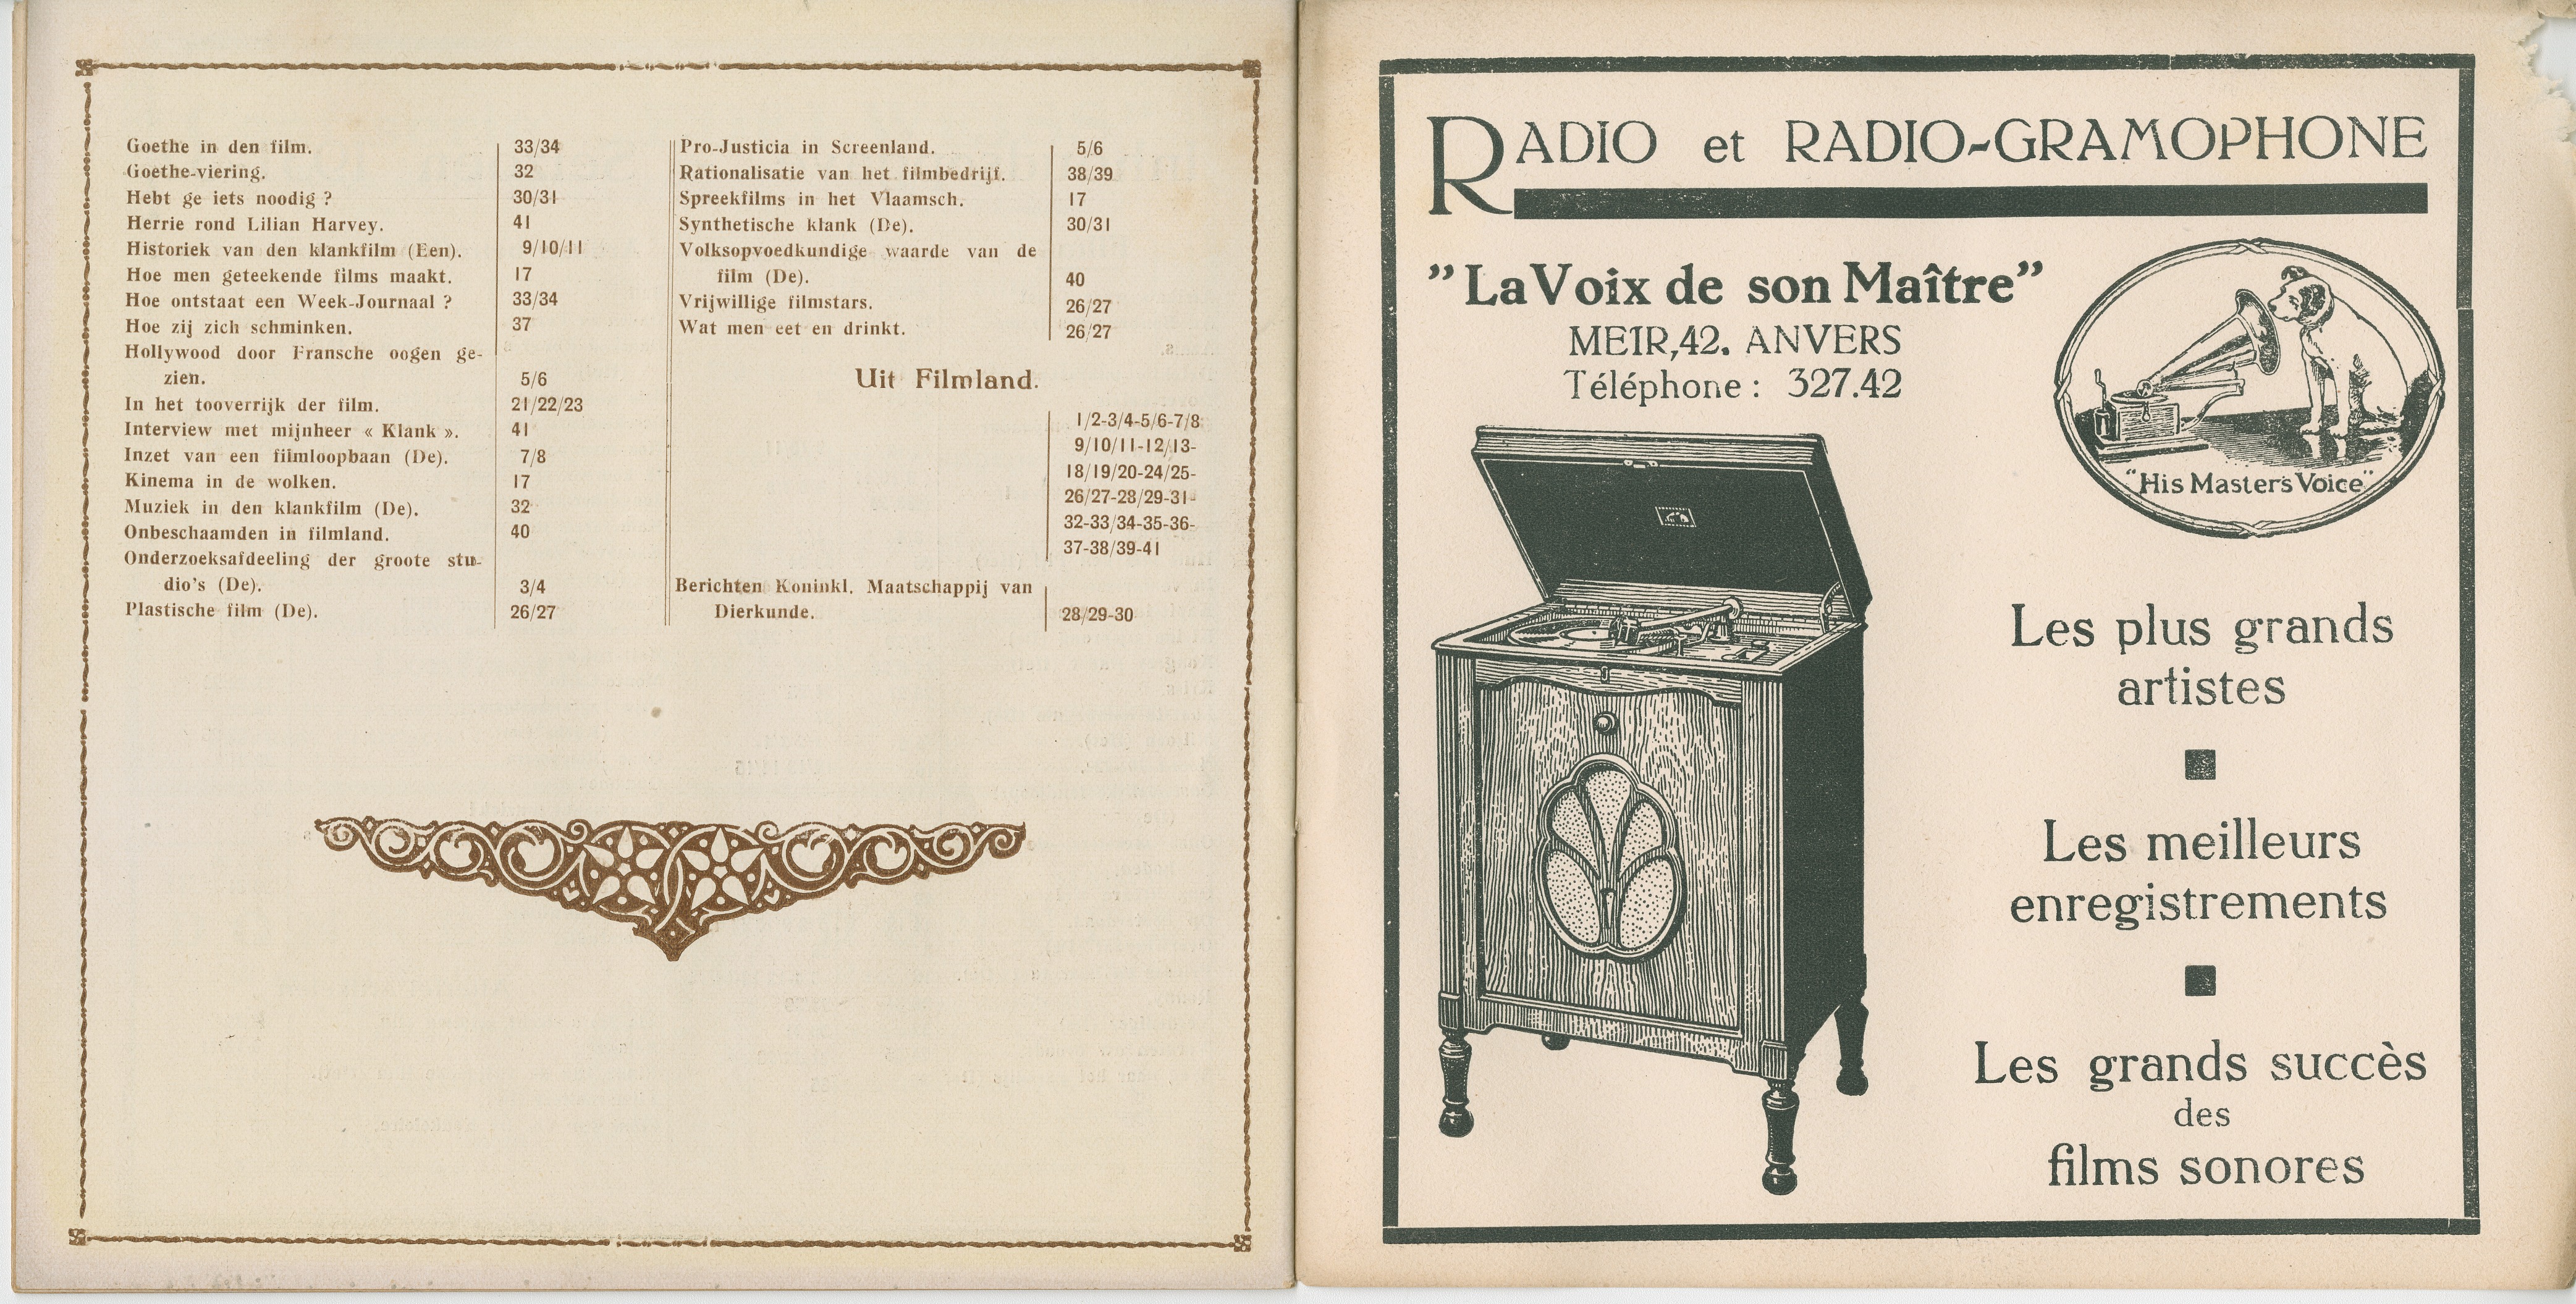 Goethe in den film. 33/34
Goethe-viering. 32
Hebt ge iets noodig ? 30/31
Herrie rond Lilian Harvey. 41
Historiek van den klankfilm (Een). 9/10/11
Hoe men geteekende films maakt. 17
Hoe ontstaat een Week-Journaal ? 33/34
Hoe zij zich schminken. 37
Hollywood door Fransche oogen ge-
zien. 5/6
In het tooverrijk der film. 21/22/23
Interview met mijnheer « Klank ». 41
Inzet van een filmloopbaan (De). 7/8
Kinema in de wolken. 17
Muziek in den klankfilm (De). 32
Onbeschaamden in filmland. 40
Onderzoeksafdeeling der groote stu-
dio's (De). 3/4
Plastische film (De). 26/27
Pro-Justicia in Screenland. 5/6
Rationalisatie van het filmbedrijf. 38/39
Spreekfilms in het Vlaamsch. 17
Synthetische klank (De). 30/31
Volksopvoedkundige waarde van de
film (De). 40
Vrijwillige filmstars. 26/27
Wat men eet en drinkt. 26/27
Uit Filmland.
1/2-3/4-5/6-7/8
9/10/11-12/13-
18/19/20-24/25-
26/27-28/29-31-
32-33/34-35-36-
37-38/39-41
Berichten Koninkl. Maatschappij van
Dierkunde. 28/29-30
RADIO et RADIO-GRAMOPHONE
"La Voix de son Maître"
MEIR,42. ANVERS
Téléphone : 327.42
"His Master's Voice"
Les plus grands
artistes
Les meilleurs
enregistrements
Les grands succès
des
films sonores